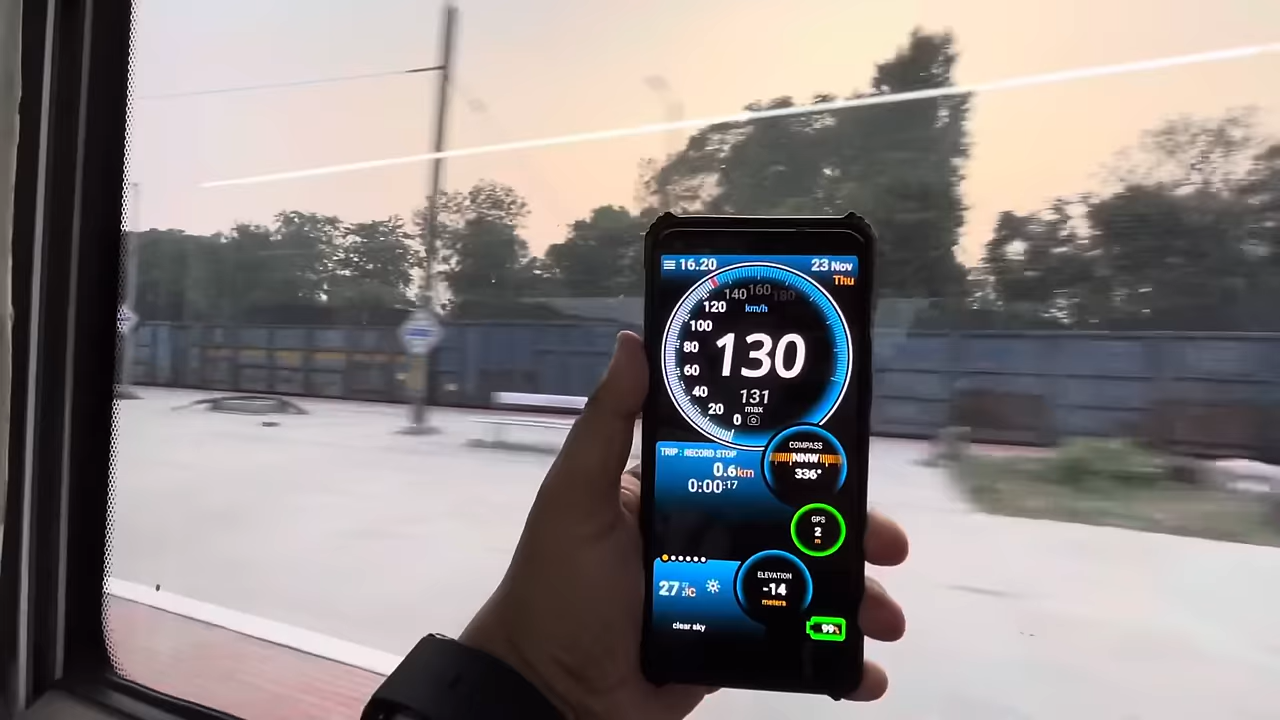 16.20
23 Nov
Thu
140 160 180
120
km/h
100
80
130
60
40
131
max
20
0
COMPASS
NNW
336°
TRIP : RECORD STOP
0.6km
0:00:17
GPS
2
m
ELEVATION
-14
meters
27
clear sky
99%